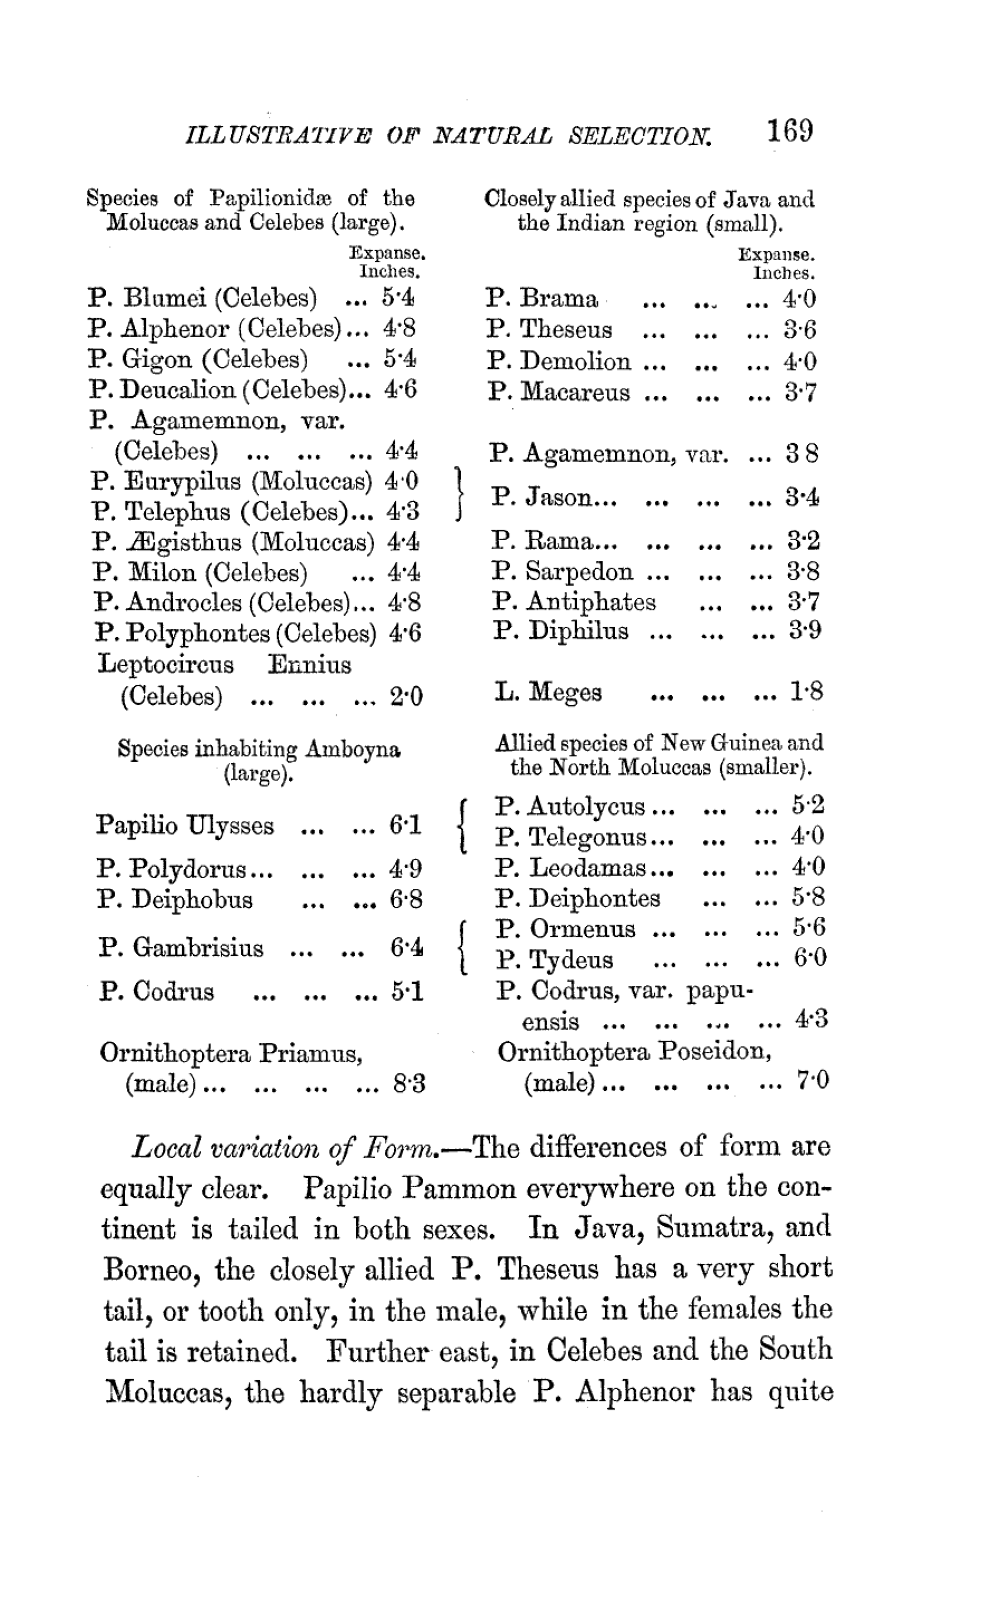 ILLUSTRATIVE OF NATURAL SELECTION. 169
Species of Papilionidæ of the
Moluccas and Celebes (large).
Expanse.
Inches.
P. Blumei (Celebes) ... 5·4
P. Alphenor (Celebes)... 4·8
P. Gigon (Celebes) ... 5·4
P. Deucalion (Celebes)... 4·6
P. Agamemnon, var.
(Celebes) ... ... ... 4·4
P. Eurypilus (Moluccas) 4·0 }
P. Telephus (Celebes)... 4·3
P. Ægisthus (Moluccas) 4·4
P. Milon (Celebes) ... 4·4
P. Androcles (Celebes)... 4·8
P. Polyphontes (Celebes) 4·6
Leptocircus Ennius
(Celebes) ... ... ... 2·0
Closely allied species of Java and
the Indian region (small).
Expanse.
Inches.
P. Brama ... ... ... 4·0
P. Theseus ... ... ... 3·6
P. Demolion ... ... ... 4·0
P. Macareus ... ... ... 3·7
P. Agamemnon, var. ... 3 8
P. Jason... ... ... ... 3·4
P. Rama... ... ... ... 3·2
P. Sarpedon ... ... ... 3·8
P. Antiphates ... ... 3·7
P. Diphilus ... ... ... 3·9
L. Meges ... ... ... 1·8
Species inhabiting Amboyna
(large).
Papilio Ulysses ... ... 6·1 {
P. Polydorus... ... ... 4·9
P. Deiphobus ... ... 6·8
P. Gambrisius ... ... 6·4 {
P. Codrus ... ... ... 5·1
Ornithoptera Priamus,
(male)... ... ... ... 8·3
Allied species of New Guinea and
the North Moluccas (smaller).
P. Autolycus... ... ... 5·2
P. Telegonus... ... ... 4·0
P. Leodamas... ... ... 4·0
P. Deiphontes ... ... 5·8
P. Ormenus ... ... ... 5·6
P. Tydeus ... ... ... 6·0
P. Codrus, var. papu-
ensis ... ... ... ... 4·3
Ornithoptera Poseidon,
(male)... ... ... ... 7·0
Local variation of Form.—The differences of form are
equally clear. Papilio Pammon everywhere on the con-
tinent is tailed in both sexes. In Java, Sumatra, and
Borneo, the closely allied P. Theseus has a very short
tail, or tooth only, in the male, while in the females the
tail is retained. Further east, in Celebes and the South
Moluccas, the hardly separable P. Alphenor has quite